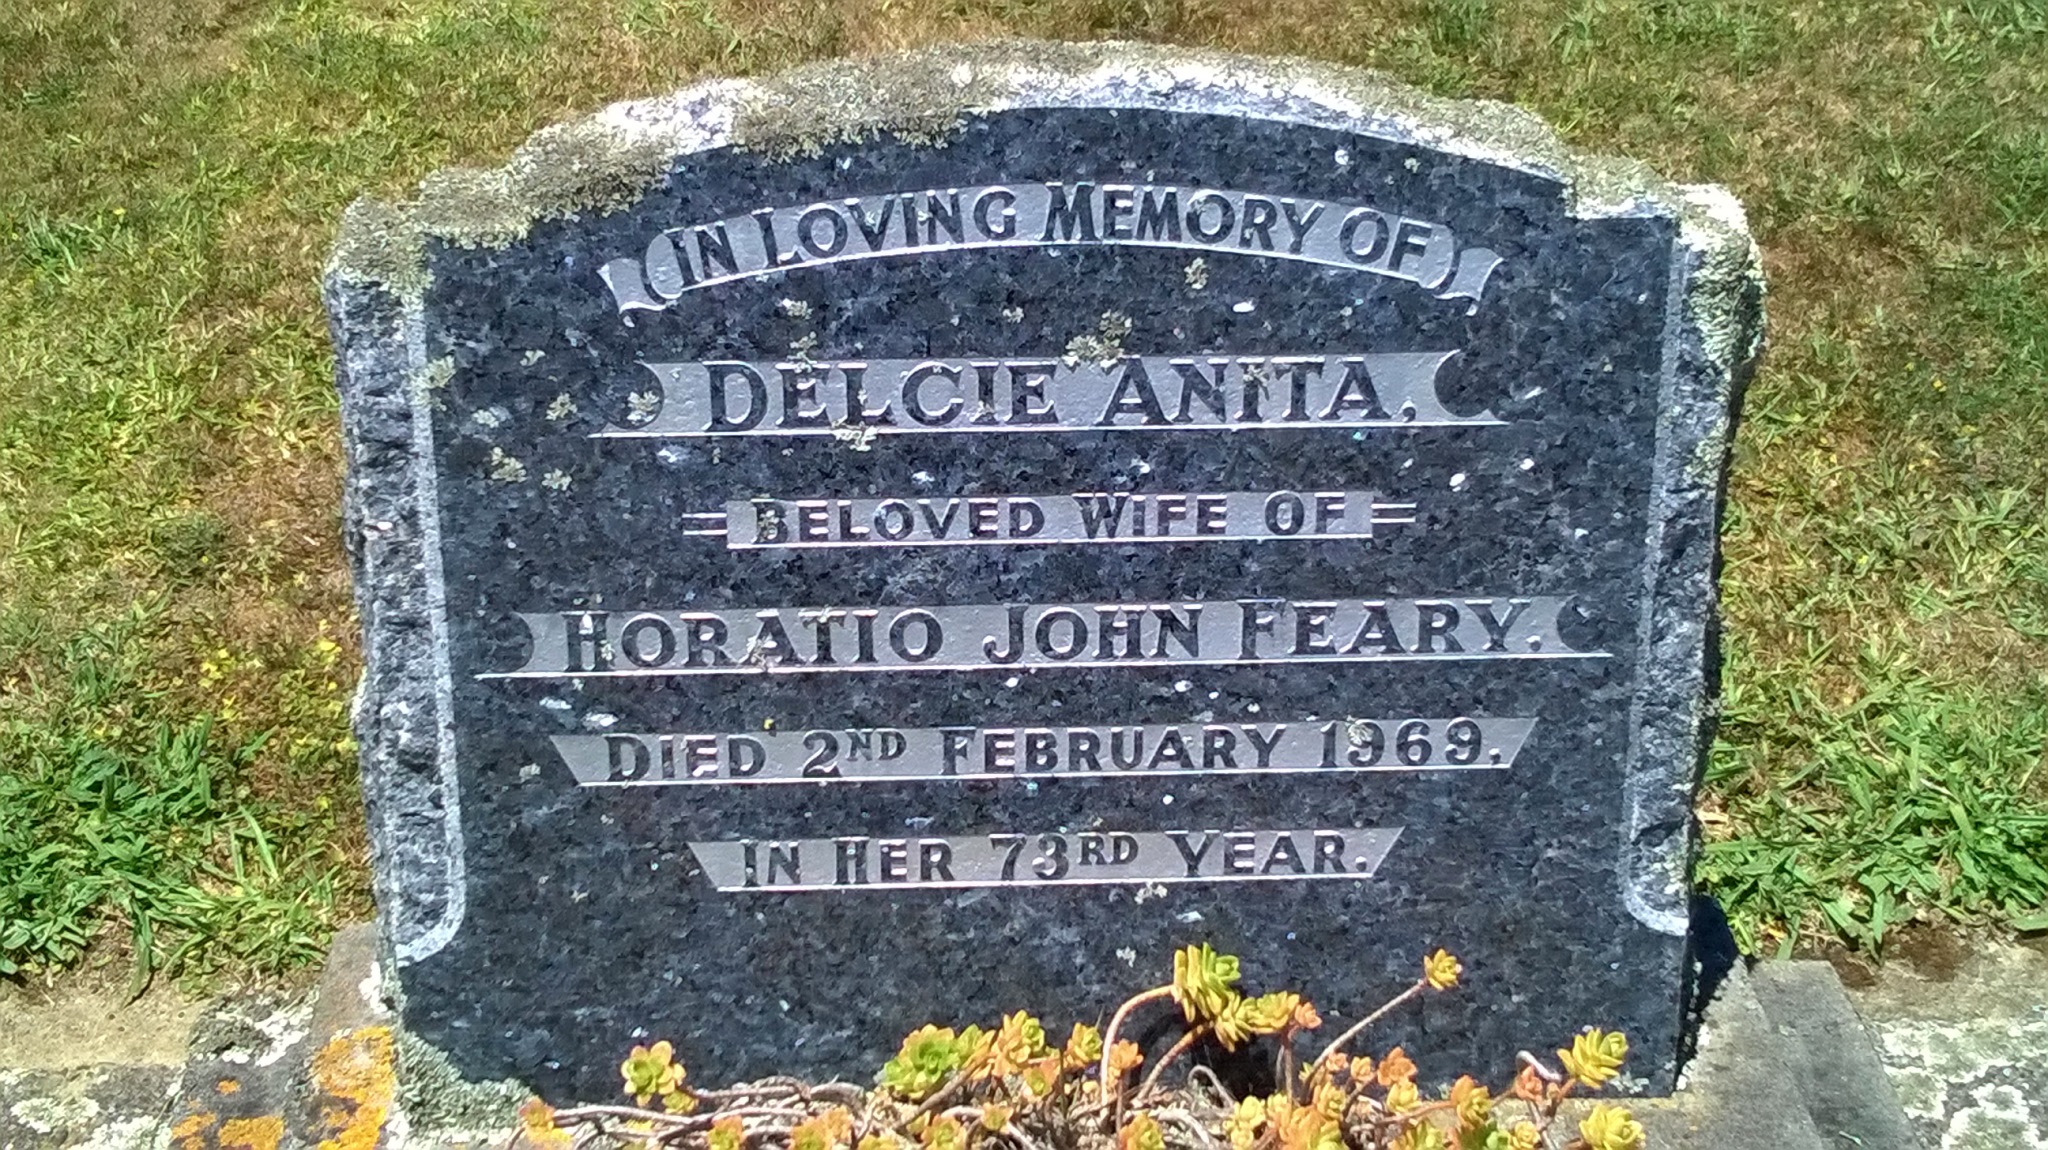 IN LOVING MEMORY OF
DELCIE ANITA,
BELOVED WIFE OF
HORATIO JOHN FEARY.
DIED 2ND FEBRUARY 1969.
IN HER 73RD YEAR.